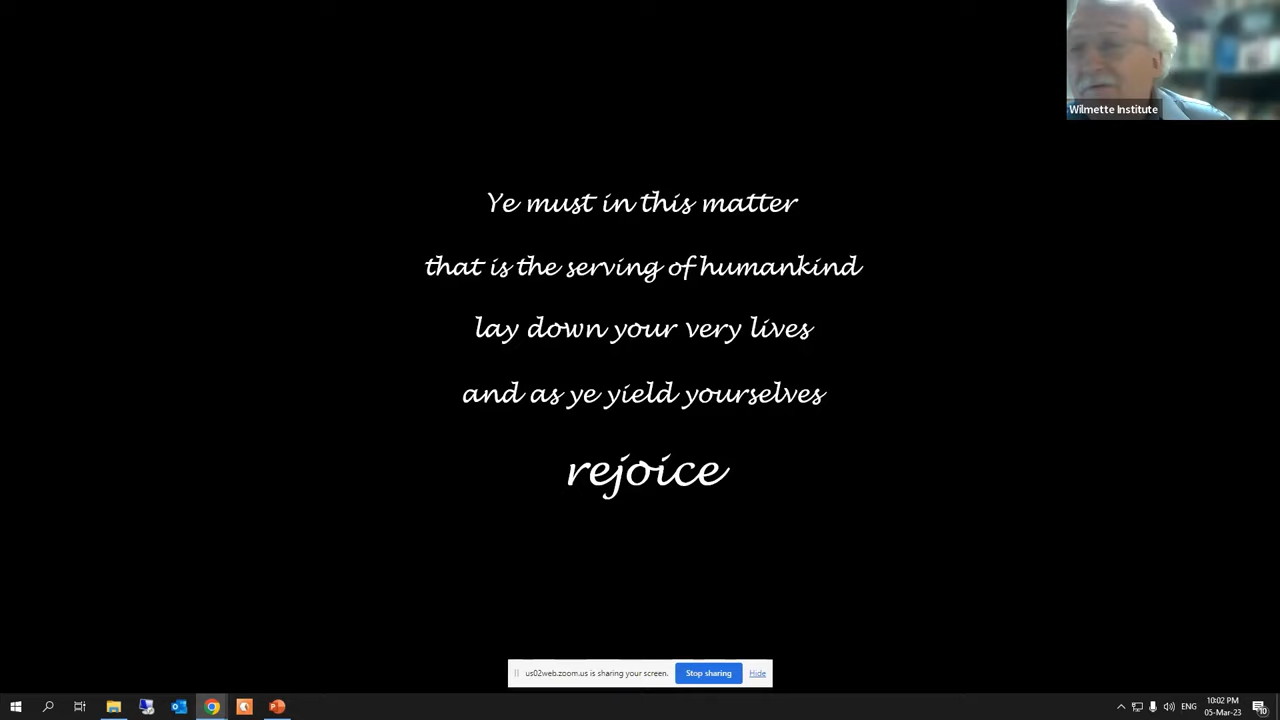 Wilmette Institute
Ye must in this matter
that is the serving of humankind
lay down your very lives
and as ye yield yourselves
rejoice
us02web.zoom.us is sharing your screen. Stop sharing Hide
ENG 10:02 PM
05-Mar-23
10